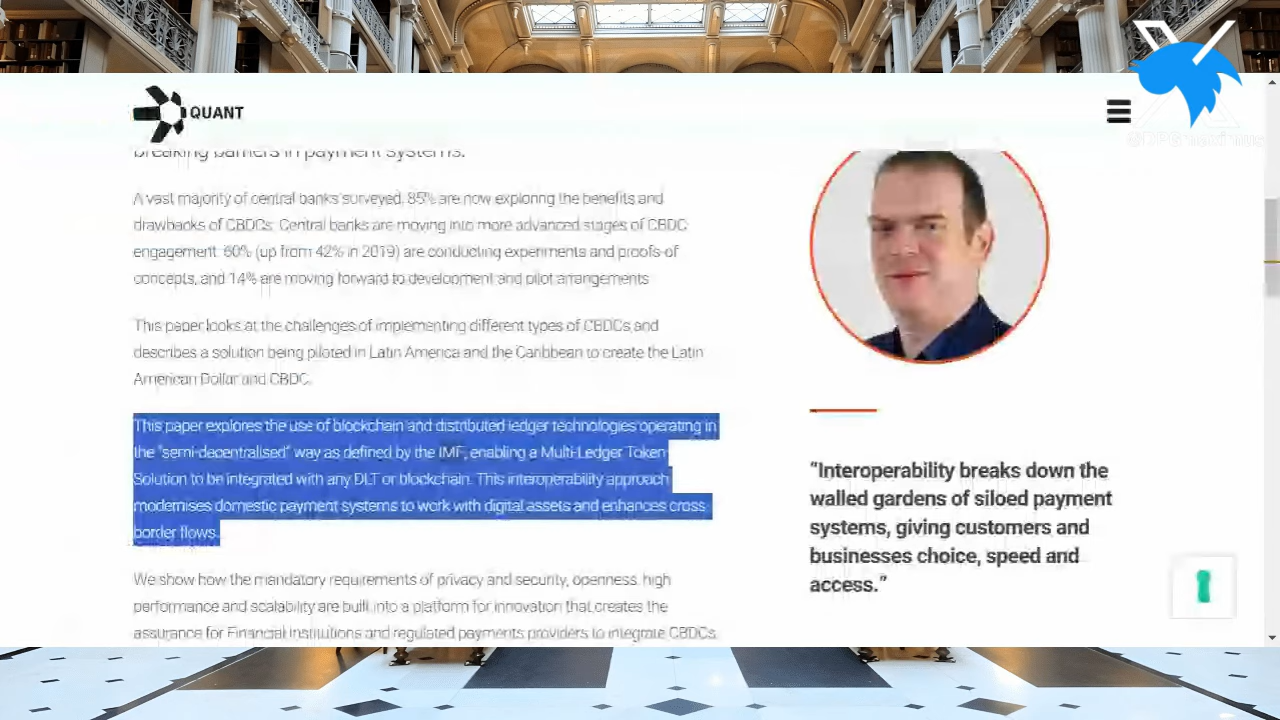 QUANT
breaking barriers in payment systems.
A vast majority of central banks surveyed, 85% are now exploring the benefits and
drawbacks of CBDCs. Central banks are moving into more advanced stages of CBDC
engagement. 60% (up from 42% in 2019) are conducting experiments and proofs-of
concepts, and 14% are moving forward to development and pilot arrangements
This paper looks at the challenges of implementing different types of CBDCs and
describes a solution being piloted in Latin America and the Caribbean to create the Latin
American Dollar and CBDC.
This paper explores the use of blockchain and distributed ledger technologies operating in
the "semi-decentralised" way as defined by the IMF, enabling a Multi-Ledger Token
Solution to be integrated with any DLT or blockchain. This interoperability approach
modernises domestic payment systems to work with digital assets and enhances cross
border flows.
We show how the mandatory requirements of privacy and security, openness, high
performance and scalability are built into a platform for innovation that creates the
assurance for Financial Institutions and regulated payments providers to integrate CBDCs,
“Interoperability breaks down the
walled gardens of siloed payment
systems, giving customers and
businesses choice, speed and
access.”